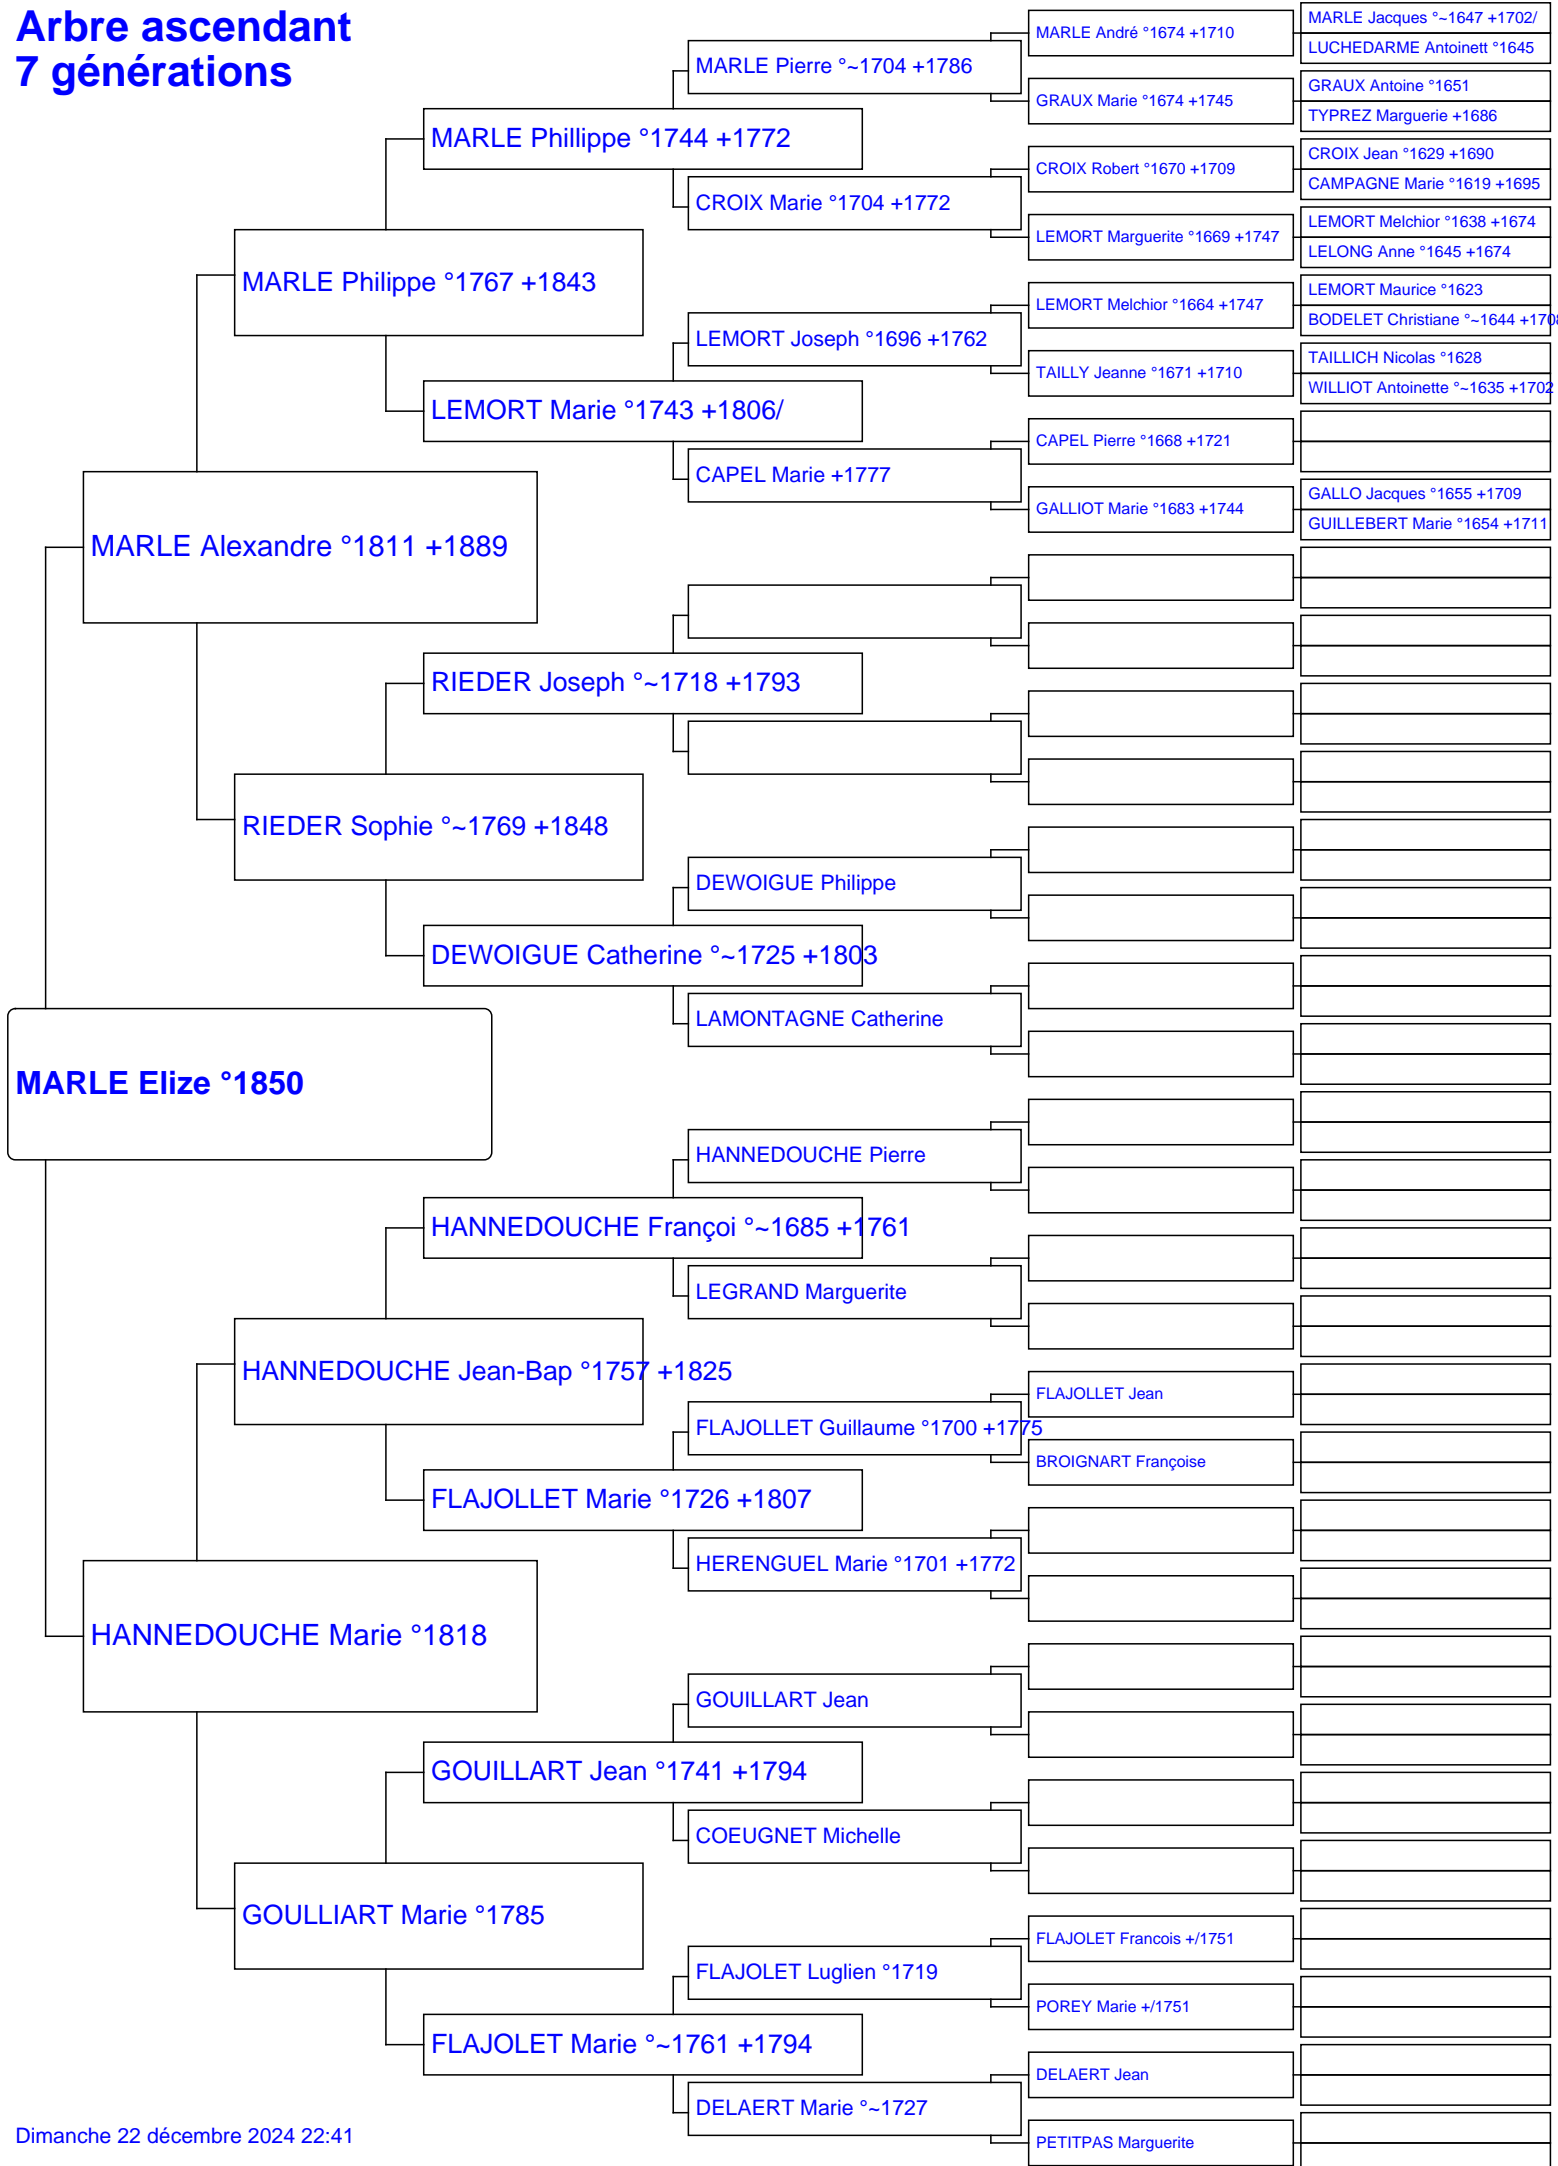 Arbre ascendant
7 générations
MARLE Elize °1850
MARLE Alexandre °1811 +1889
HANNEDOUCHE Marie °1818
MARLE Philippe °1767 +1843
RIEDER Sophie °~1769 +1848
HANNEDOUCHE Jean-Bap °1757 +1825
GOULLIART Marie °1785
MARLE Phillippe °1744 +1772
LEMORT Marie °1743 +1806/
RIEDER Joseph °~1718 +1793
DEWOIGUE Catherine °~1725 +1803
HANNEDOUCHE Françoi °~1685 +1761
FLAJOLLET Marie °1726 +1807
GOUILLART Jean °1741 +1794
FLAJOLET Marie °~1761 +1794
MARLE Pierre °~1704 +1786
CROIX Marie °1704 +1772
LEMORT Joseph °1696 +1762
CAPEL Marie +1777
DEWOIGUE Philippe
LAMONTAGNE Catherine
HANNEDOUCHE Pierre
LEGRAND Marguerite
FLAJOLLET Guillaume °1700 +1775
HERENGUEL Marie °1701 +1772
GOUILLART Jean
COEUGNET Michelle
FLAJOLET Luglien °1719
DELAERT Marie °~1727
MARLE André °1674 +1710
GRAUX Marie °1674 +1745
CROIX Robert °1670 +1709
LEMORT Marguerite °1669 +1747
LEMORT Melchior °1664 +1747
TAILLY Jeanne °1671 +1710
CAPEL Pierre °1668 +1721
GALLIOT Marie °1683 +1744
FLAJOLLET Jean
BROIGNART Françoise
FLAJOLET Francois +/1751
POREY Marie +/1751
DELAERT Jean
PETITPAS Marguerite
MARLE Jacques °~1647 +1702/
LUCHEDARME Antoinett °1645
GRAUX Antoine °1651
TYPREZ Marguerie +1686
CROIX Jean °1629 +1690
CAMPAGNE Marie °1619 +1695
LEMORT Melchior °1638 +1674
LELONG Anne °1645 +1674
LEMORT Maurice °1623
BODELET Christiane °~1644 +1708
TAILLICH Nicolas °1628
WILLIOT Antoinette °~1635 +1702
GALLO Jacques °1655 +1709
GUILLEBERT Marie °1654 +1711
Dimanche 22 décembre 2024 22:41